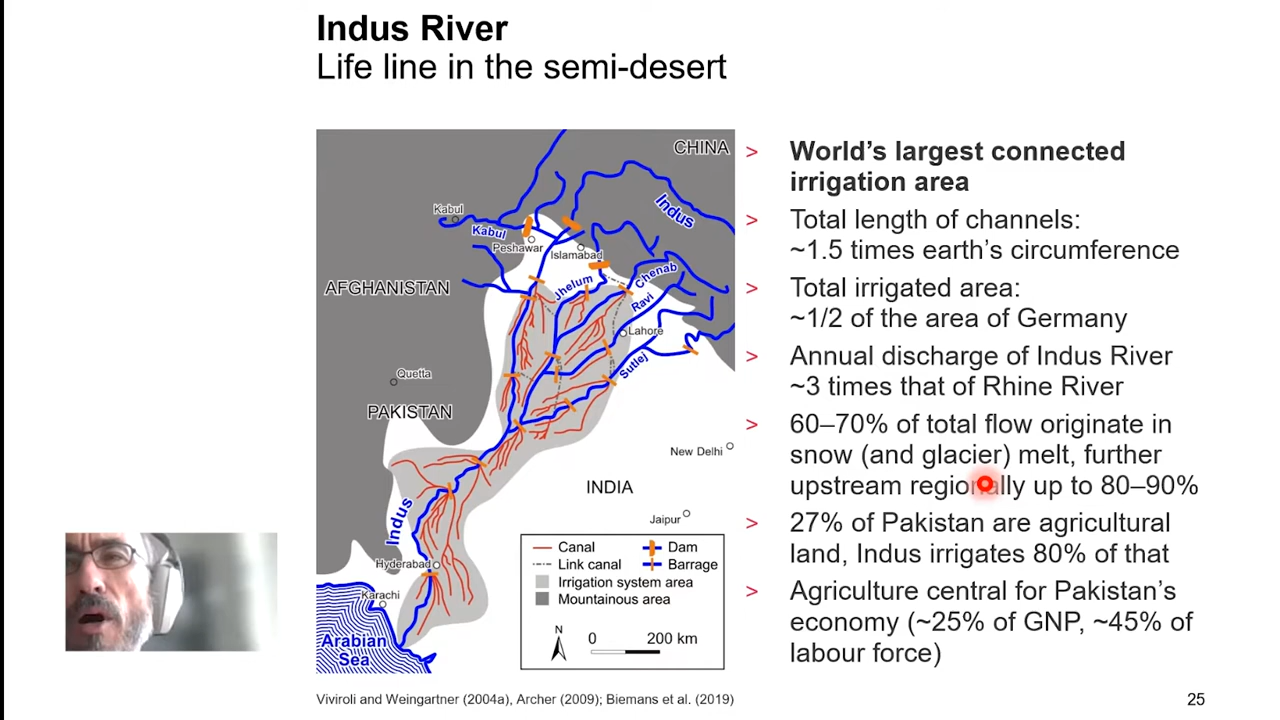 Indus River
Life line in the semi-desert
CHINA
Indus
Kabul
Kabul
Peshawar
Islamabad
Jhelum
Chenab
AFGHANISTAN
Ravi
Lahore
Sutlej
Quetta
PAKISTAN
New Delhi
INDIA
Indus
Jaipur
Hyderabad
Karachi
Arabian
Sea
Canal
Dam
Link canal
Barrage
Irrigation system area
Mountainous area
N
0 200 km
> World's largest connected
irrigation area
> Total length of channels:
~1.5 times earth's circumference
> Total irrigated area:
~1/2 of the area of Germany
> Annual discharge of Indus River
~3 times that of Rhine River
> 60–70% of total flow originate in
snow (and glacier) melt, further
upstream regionally up to 80–90%
> 27% of Pakistan are agricultural
land, Indus irrigates 80% of that
> Agriculture central for Pakistan's
economy (~25% of GNP, ~45% of
labour force)
Viviroli and Weingartner (2004a), Archer (2009); Biemans et al. (2019)
25